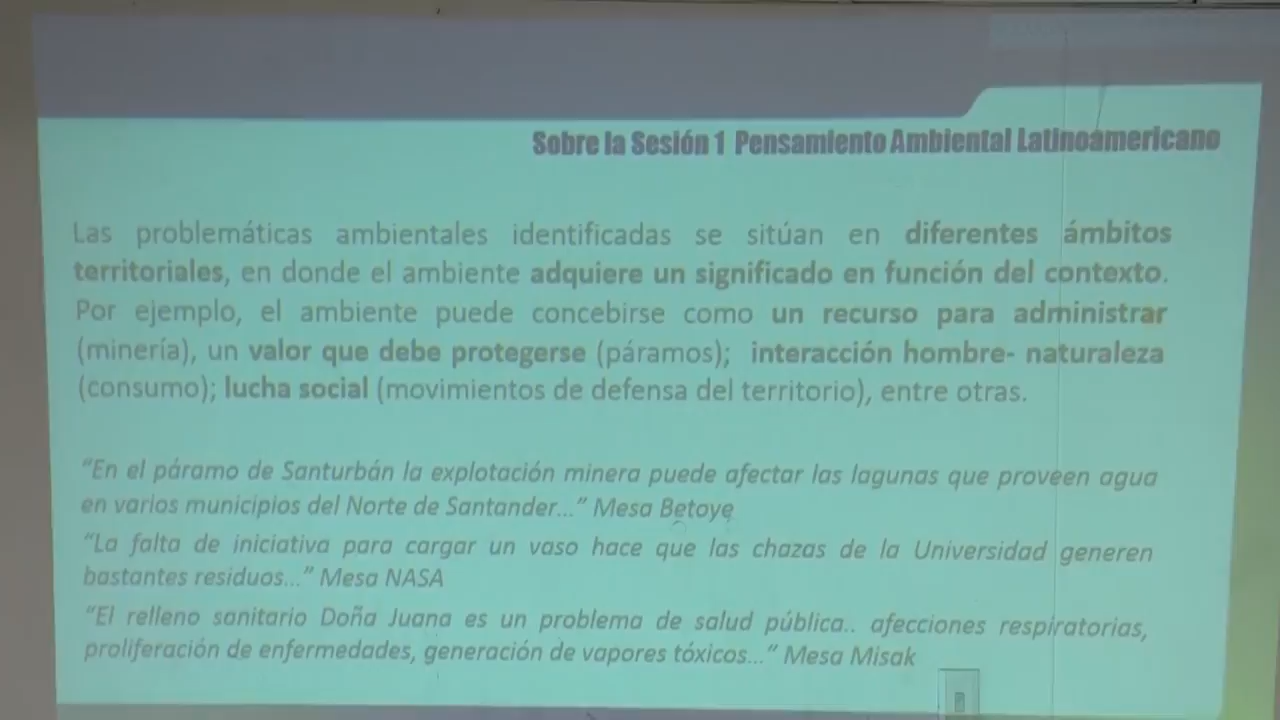 Sobre la Sesión 1 Pensamiento Ambiental Latinoamericano
Las problemáticas ambientales identificadas se sitúan en diferentes ámbitos
territoriales, en donde el ambiente adquiere un significado en función del contexto.
Por ejemplo, el ambiente puede concebirse como un recurso para administrar
(minería), un valor que debe protegerse (páramos); interacción hombre- naturaleza
(consumo); lucha social (movimientos de defensa del territorio), entre otras.
“En el páramo de Santurbán la explotación minera puede afectar las lagunas que proveen agua
en varios municipios del Norte de Santander...” Mesa Betoye
“La falta de iniciativa para cargar un vaso hace que las chazas de la Universidad generen
bastantes residuos...” Mesa NASA
“El relleno sanitario Doña Juana es un problema de salud pública.. afecciones respiratorias,
proliferación de enfermedades, generación de vapores tóxicos...” Mesa Misak